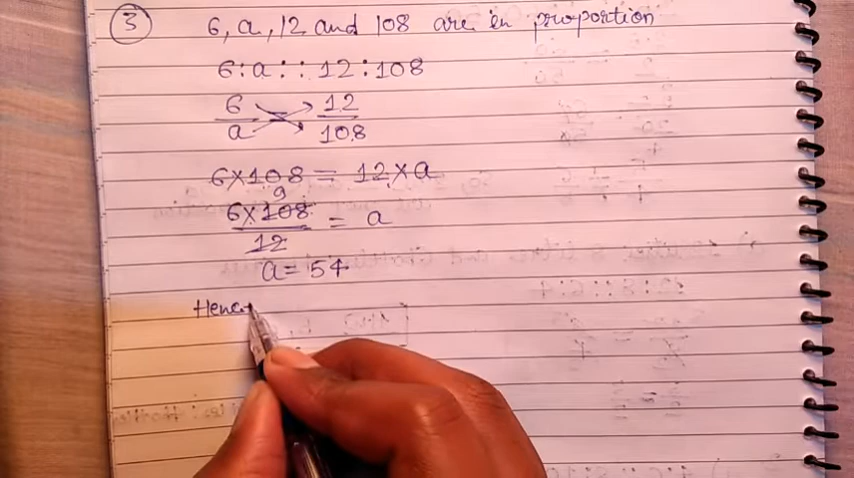 3 6, a, 12 and 108 are in proportion
6:a::12:108
6/a 12/108
6×108 = 12×a
9
6×108/12 = a
a = 54
Henc